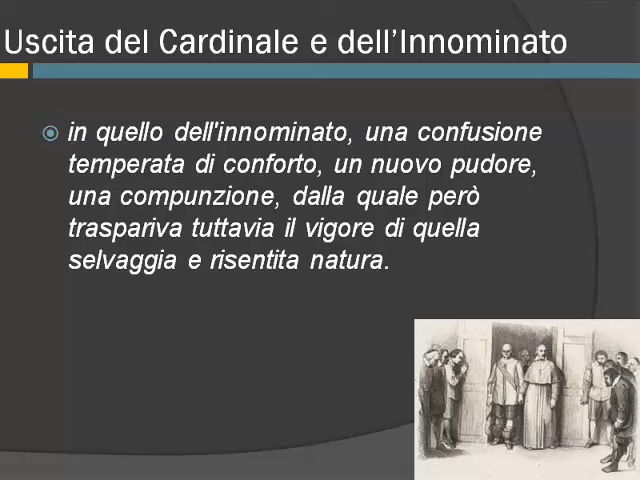 Uscita del Cardinale e dell’Innominato
in quello dell'innominato, una confusione
temperata di conforto, un nuovo pudore,
una compunzione, dalla quale però
traspariva tuttavia il vigore di quella
selvaggia e risentita natura.